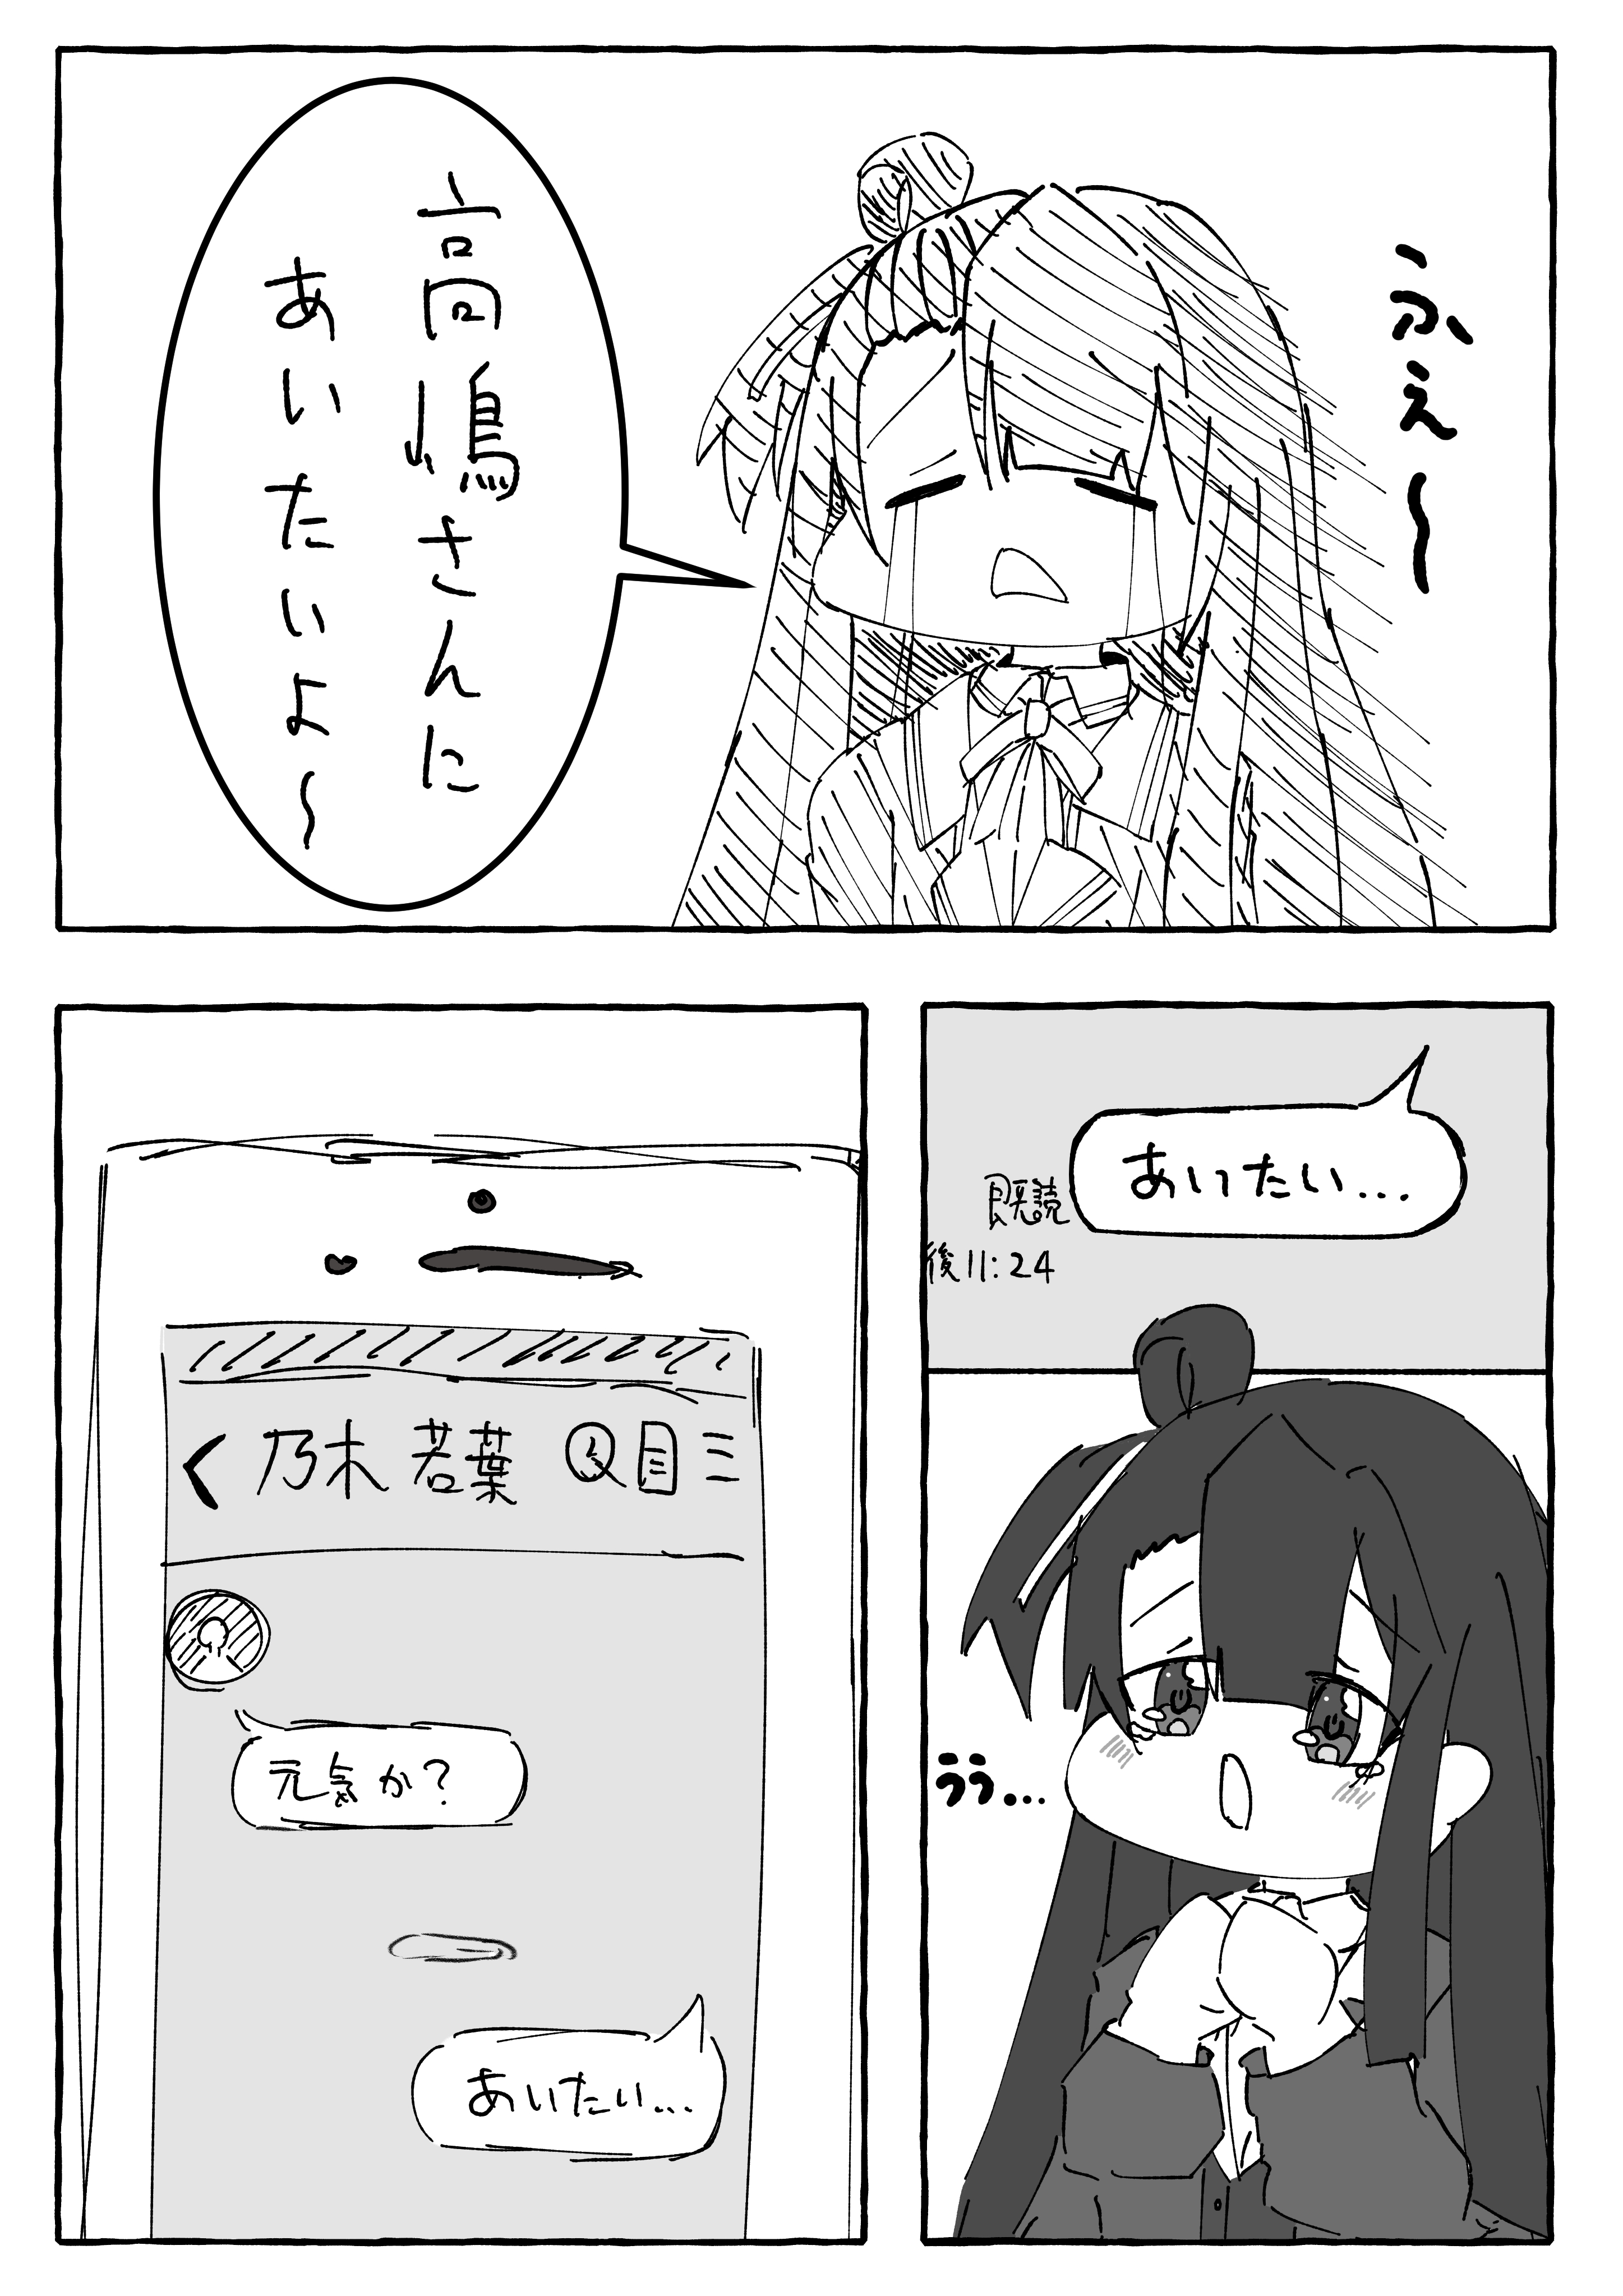 ふえ〜
高嶋さんに
あいたいよ〜
あいたい…
既読
後11:24
うう…
乃木 若葉
元気か?
あいたい…